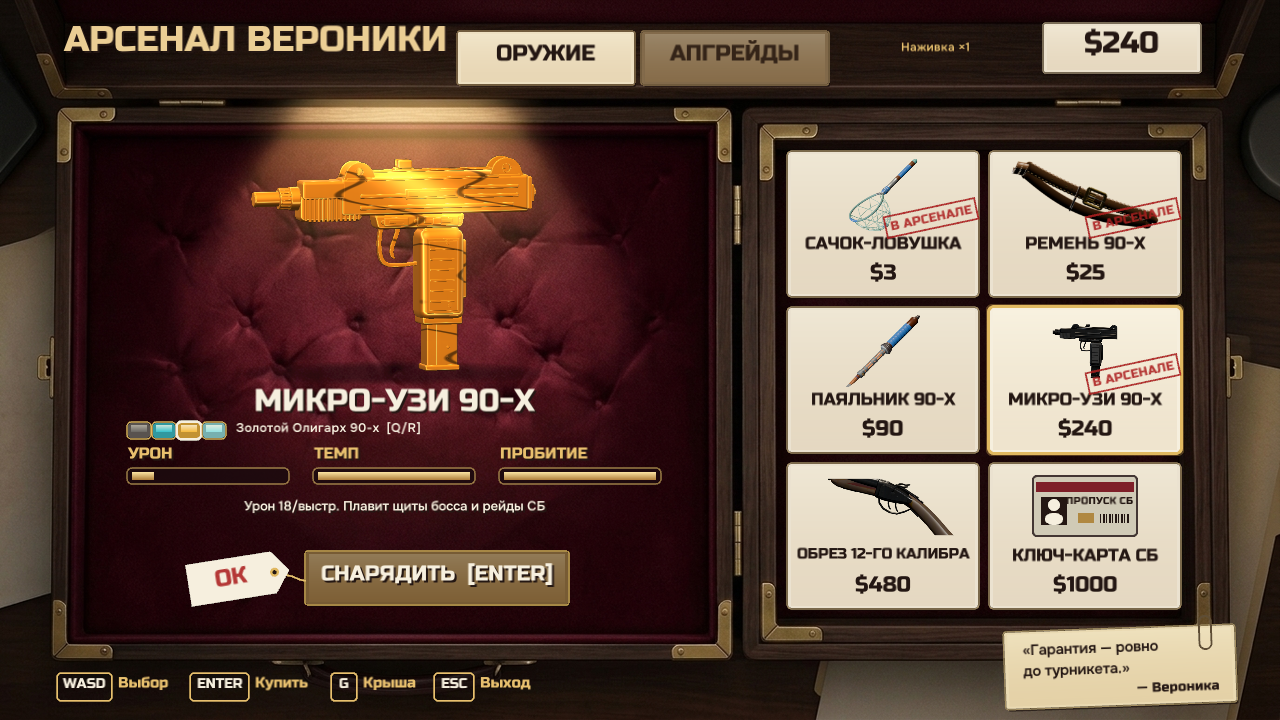 АРСЕНАЛ ВЕРОНИКИ
ОРУЖИЕ
АПГРЕЙДЫ
Наживка ×1
$240
МИКРО-УЗИ 90-Х
Золотой Олигарх 90-х [Q/R]
УРОН
ТЕМП
ПРОБИТИЕ
Урон 18/выстр. Плавит щиты босса и рейды СБ
OK
СНАРЯДИТЬ [ENTER]
В АРСЕНАЛЕ
САЧОК-ЛОВУШКА
$3
В АРСЕНАЛЕ
РЕМЕНЬ 90-Х
$25
ПАЯЛЬНИК 90-Х
$90
В АРСЕНАЛЕ
МИКРО-УЗИ 90-Х
$240
ОБРЕЗ 12-ГО КАЛИБРА
$480
ПРОПУСК СБ
КЛЮЧ-КАРТА СБ
$1000
«Гарантия — ровно
до турникета.»
— Вероника
WASD Выбор
ENTER Купить
G Крыша
ESC Выход